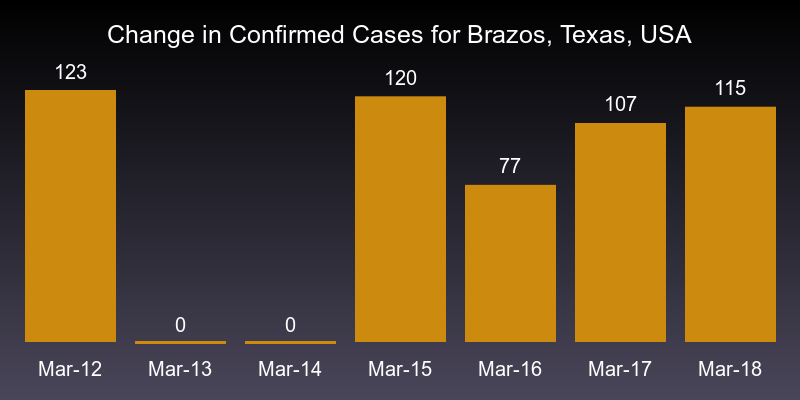 Change in Confirmed Cases for Brazos, Texas, USA
123
0
0
120
77
107
115
Mar-12
Mar-13
Mar-14
Mar-15
Mar-16
Mar-17
Mar-18